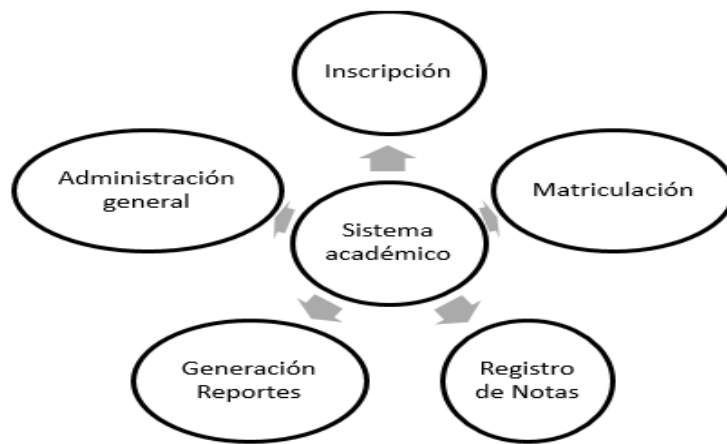 Inscripción
Administración
general
Matriculación
Sistema
académico
Generación
Reportes
Registro
de Notas